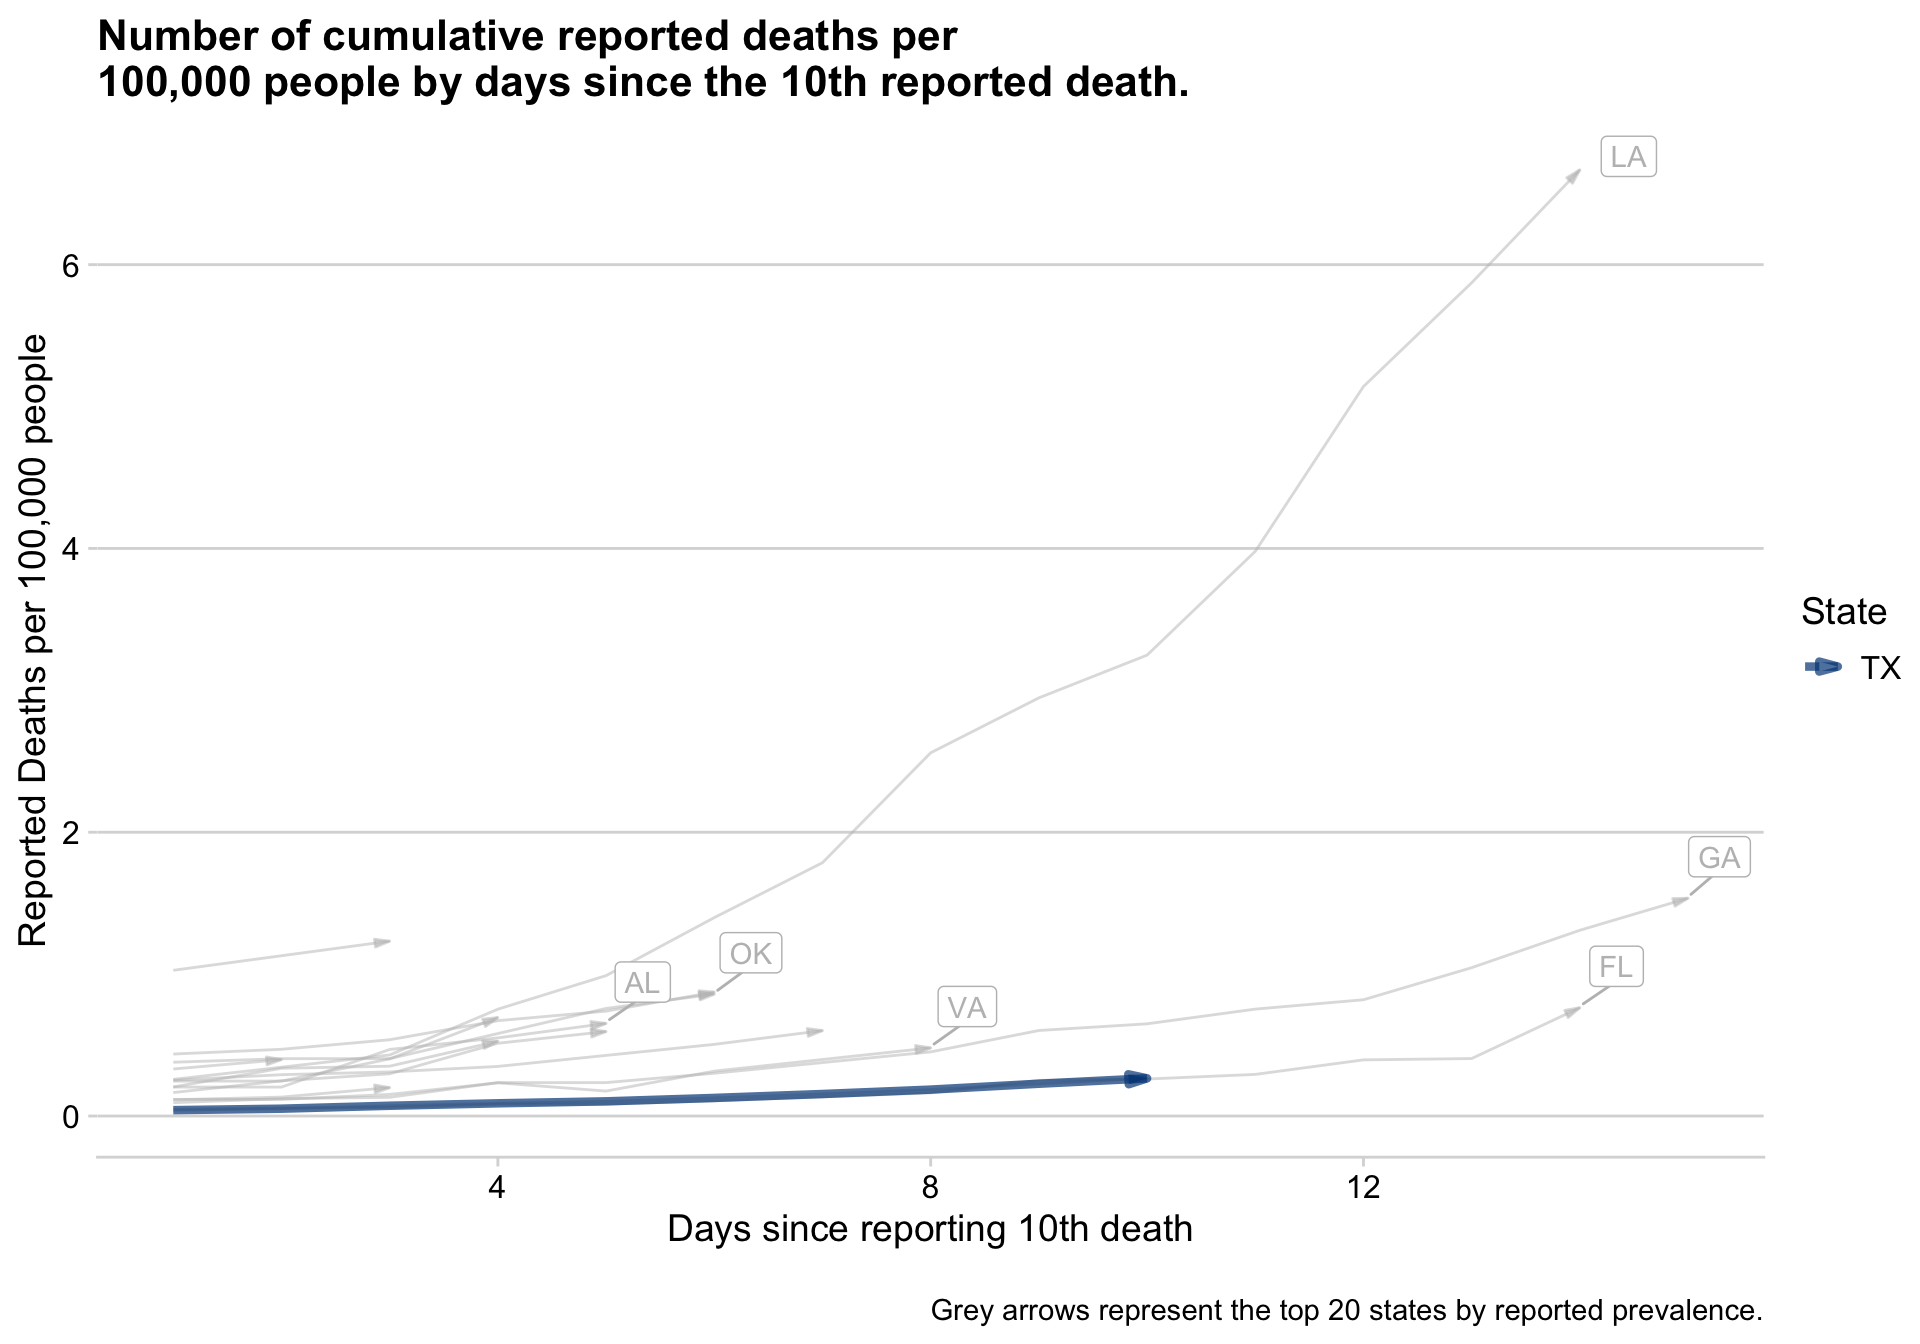 Number of cumulative reported deaths per
100,000 people by days since the 10th reported death.
LA
6
4
2
0
Reported Deaths per 100,000 people
GA
FL
OK
AL
VA
State
TX
4
8
12
Days since reporting 10th death
Grey arrows represent the top 20 states by reported prevalence.